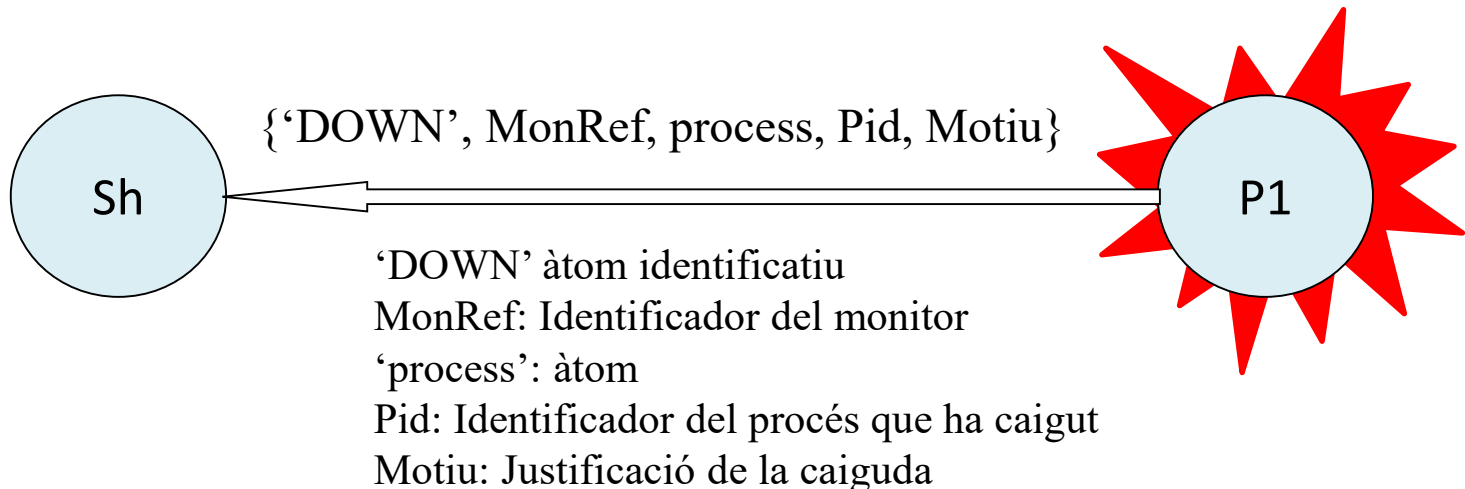 {‘DOWN’, MonRef, process, Pid, Motiu}
Sh
P1
‘DOWN’ àtom identificatiu
MonRef: Identificador del monitor
‘process’: àtom
Pid: Identificador del procés que ha caigut
Motiu: Justificació de la caiguda